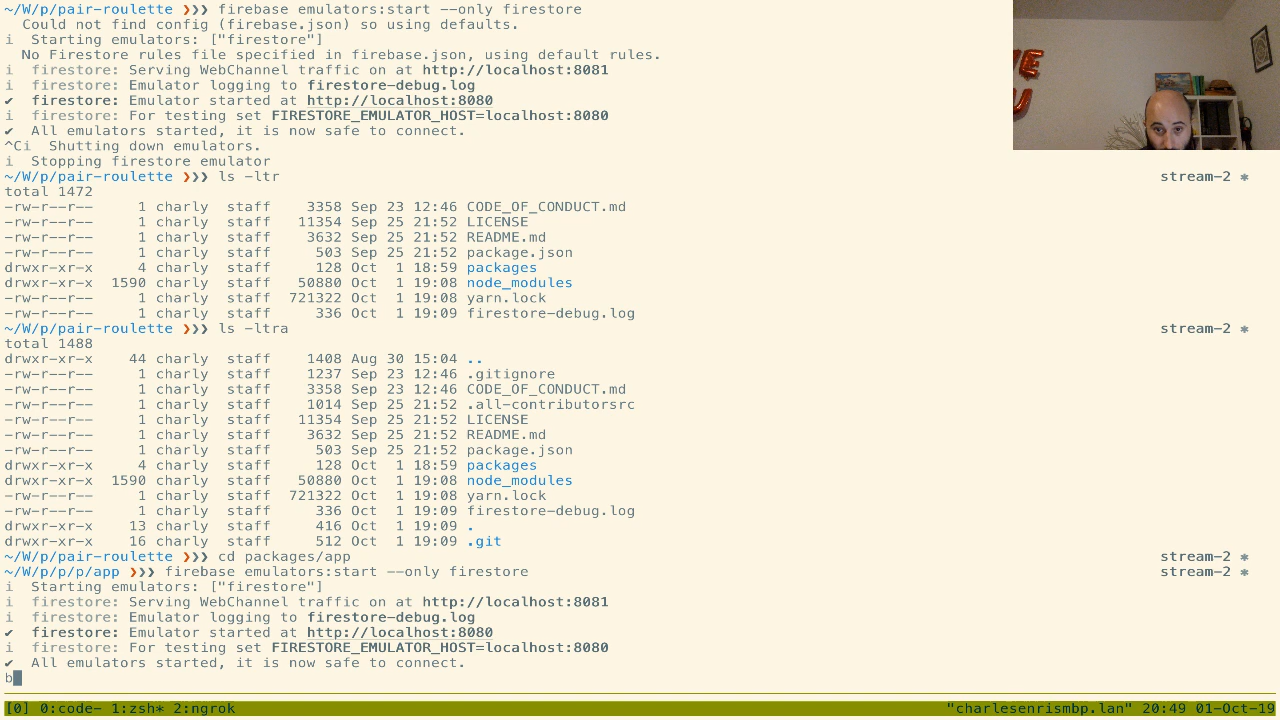 ~/W/p/pair-roulette ❯❯❯ firebase emulators:start --only firestore
Could not find config (firebase.json) so using defaults.
i  Starting emulators: ["firestore"]
No Firestore rules file specified in firebase.json, using default rules.
i  firestore: Serving WebChannel traffic on at http://localhost:8081
i  firestore: Emulator logging to firestore-debug.log
✔  firestore: Emulator started at http://localhost:8080
i  firestore: For testing set FIRESTORE_EMULATOR_HOST=localhost:8080
✔  All emulators started, it is now safe to connect.
^Ci  Shutting down emulators.
i  Stopping firestore emulator
~/W/p/pair-roulette ❯❯❯ ls -ltr stream-2 ✱
total 1472
-rw-r--r-- 1 charly staff 3358 Sep 23 12:46 CODE_OF_CONDUCT.md
-rw-r--r-- 1 charly staff 11354 Sep 25 21:52 LICENSE
-rw-r--r-- 1 charly staff 3632 Sep 25 21:52 README.md
-rw-r--r-- 1 charly staff 503 Sep 25 21:52 package.json
drwxr-xr-x 4 charly staff 128 Oct 1 18:59 packages
drwxr-xr-x 1590 charly staff 50880 Oct 1 19:08 node_modules
-rw-r--r-- 1 charly staff 721322 Oct 1 19:08 yarn.lock
-rw-r--r-- 1 charly staff 336 Oct 1 19:09 firestore-debug.log
~/W/p/pair-roulette ❯❯❯ ls -ltra stream-2 ✱
total 1488
drwxr-xr-x 44 charly staff 1408 Aug 30 15:04 ..
-rw-r--r-- 1 charly staff 1237 Sep 23 12:46 .gitignore
-rw-r--r-- 1 charly staff 3358 Sep 23 12:46 CODE_OF_CONDUCT.md
-rw-r--r-- 1 charly staff 1014 Sep 25 21:52 .all-contributorsrc
-rw-r--r-- 1 charly staff 11354 Sep 25 21:52 LICENSE
-rw-r--r-- 1 charly staff 3632 Sep 25 21:52 README.md
-rw-r--r-- 1 charly staff 503 Sep 25 21:52 package.json
drwxr-xr-x 4 charly staff 128 Oct 1 18:59 packages
drwxr-xr-x 1590 charly staff 50880 Oct 1 19:08 node_modules
-rw-r--r-- 1 charly staff 721322 Oct 1 19:08 yarn.lock
-rw-r--r-- 1 charly staff 336 Oct 1 19:09 firestore-debug.log
drwxr-xr-x 13 charly staff 416 Oct 1 19:09 .
drwxr-xr-x 16 charly staff 512 Oct 1 19:09 .git
~/W/p/pair-roulette ❯❯❯ cd packages/app stream-2 ✱
~/W/p/p/p/app ❯❯❯ firebase emulators:start --only firestore stream-2 ✱
i  Starting emulators: ["firestore"]
i  firestore: Serving WebChannel traffic on at http://localhost:8081
i  firestore: Emulator logging to firestore-debug.log
✔  firestore: Emulator started at http://localhost:8080
i  firestore: For testing set FIRESTORE_EMULATOR_HOST=localhost:8080
✔  All emulators started, it is now safe to connect.
b
[0] 0:code- 1:zsh* 2:ngrok "charlesenrismbp.lan" 20:49 01-Oct-19